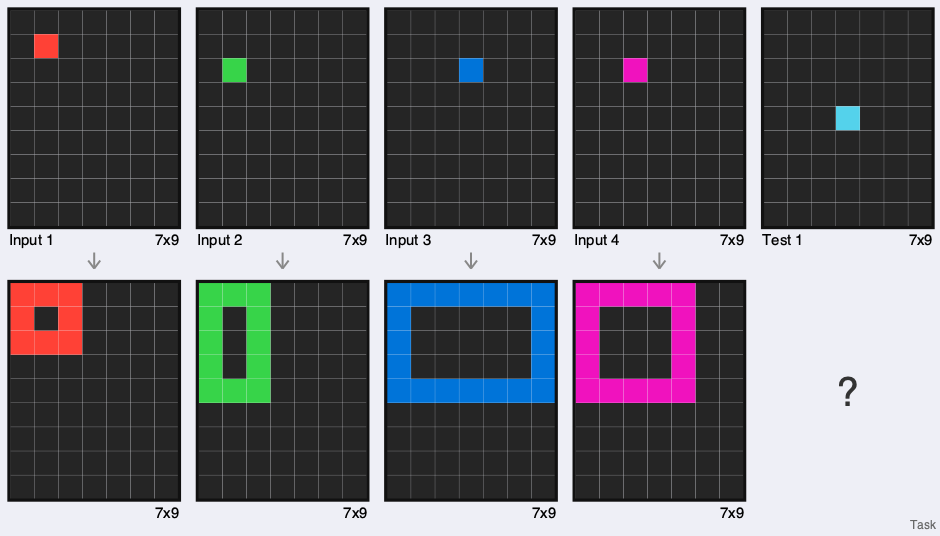 Input 1 7x9
Input 2 7x9
Input 3 7x9
Input 4 7x9
Test 1 7x9
?
7x9
7x9
7x9
7x9
Task